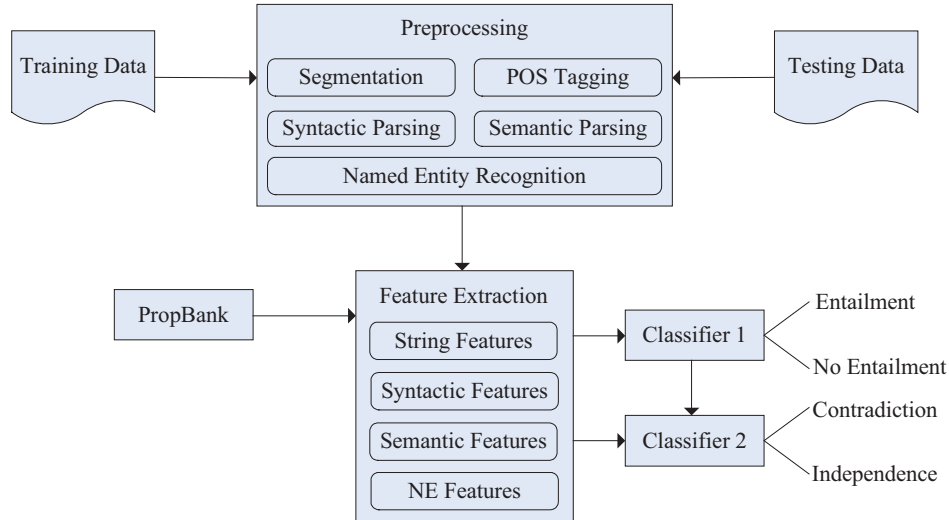 Preprocessing
Training Data
Segmentation
POS Tagging
Testing Data
Syntactic Parsing
Semantic Parsing
Named Entity Recognition
PropBank
Feature Extraction
String Features
Syntactic Features
Semantic Features
NE Features
Classifier 1
Entailment
No Entailment
Classifier 2
Contradiction
Independence